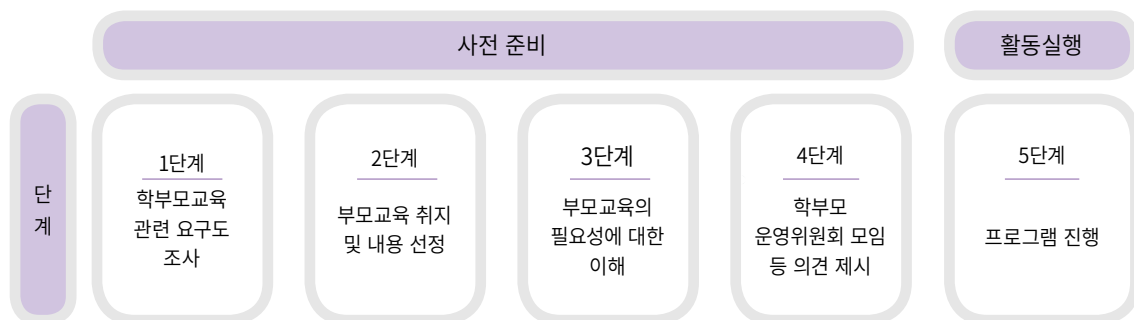 사전 준비
활동실행
단
계
1단계
학부모교육
관련 요구도
조사
2단계
부모교육 취지
및 내용 선정
3단계
부모교육의
필요성에 대한
이해
4단계
학부모
운영위원회 모임
등 의견 제시
5단계
프로그램 진행